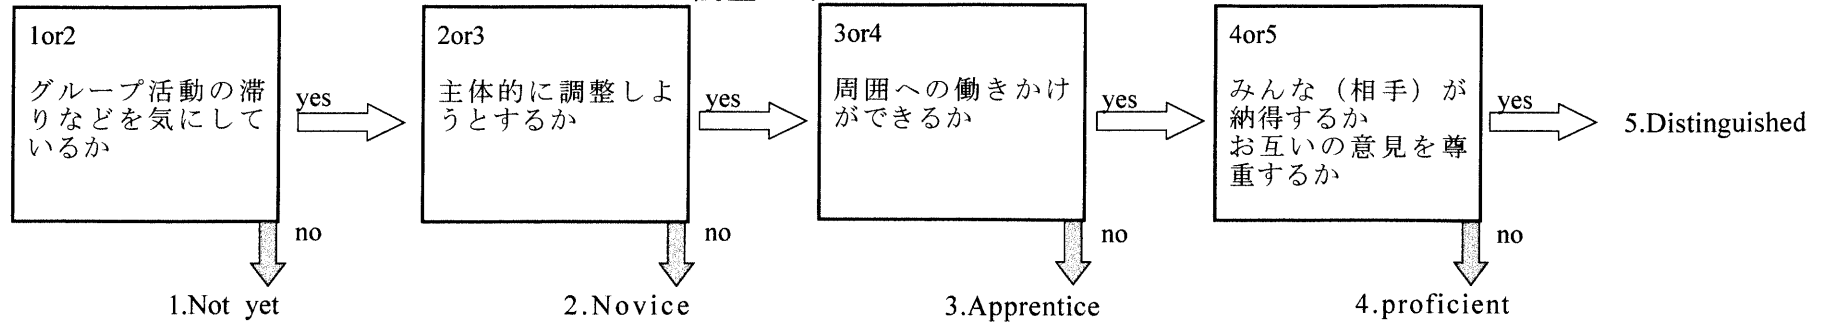 1or2
グループ活動の滞
りなどを気にして
いるか
yes
no
1.Not yet
2or3
主体的に調整しよ
うとするか
yes
no
2.Novice
3or4
周囲への働きかけ
ができるか
yes
no
3.Apprentice
4or5
みんな（相手）が
納得するか
お互いの意見を尊
重するか
yes
no
4.proficient
5.Distinguished